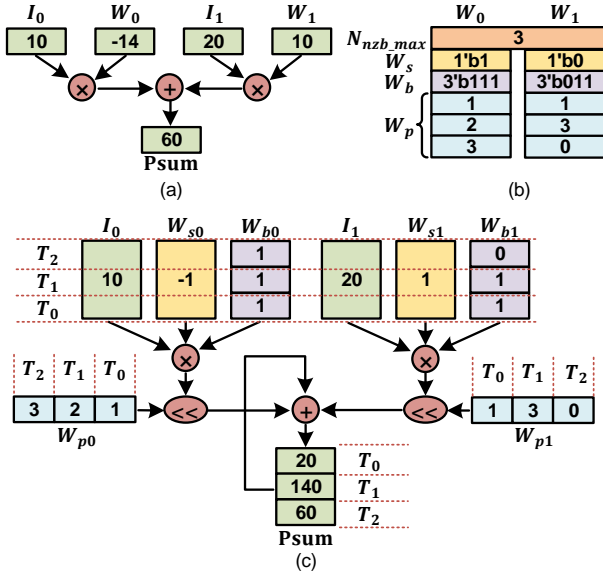 I₀ W₀ I₁ W₁
10 -14 20 10
× + ×
60
Psum
(a)
W₀ W₁
Nnzb_max 3
Wₛ 1'b1 1'b0
W_b 3'b111 3'b011
Wₚ
1 1
2 3
3 0
(b)
I₀ Wₛ₀ W_b0 I₁ Wₛ₁ W_b1
T₂ 1 0
T₁ 10 -1 1 20 1 1
T₀ 1 1
× ×
T₂ T₁ T₀ T₀ T₁ T₂
3 2 1 << + << 1 3 0
Wₚ₀ Wₚ₁
20 T₀
140 T₁
60 T₂
Psum
(c)